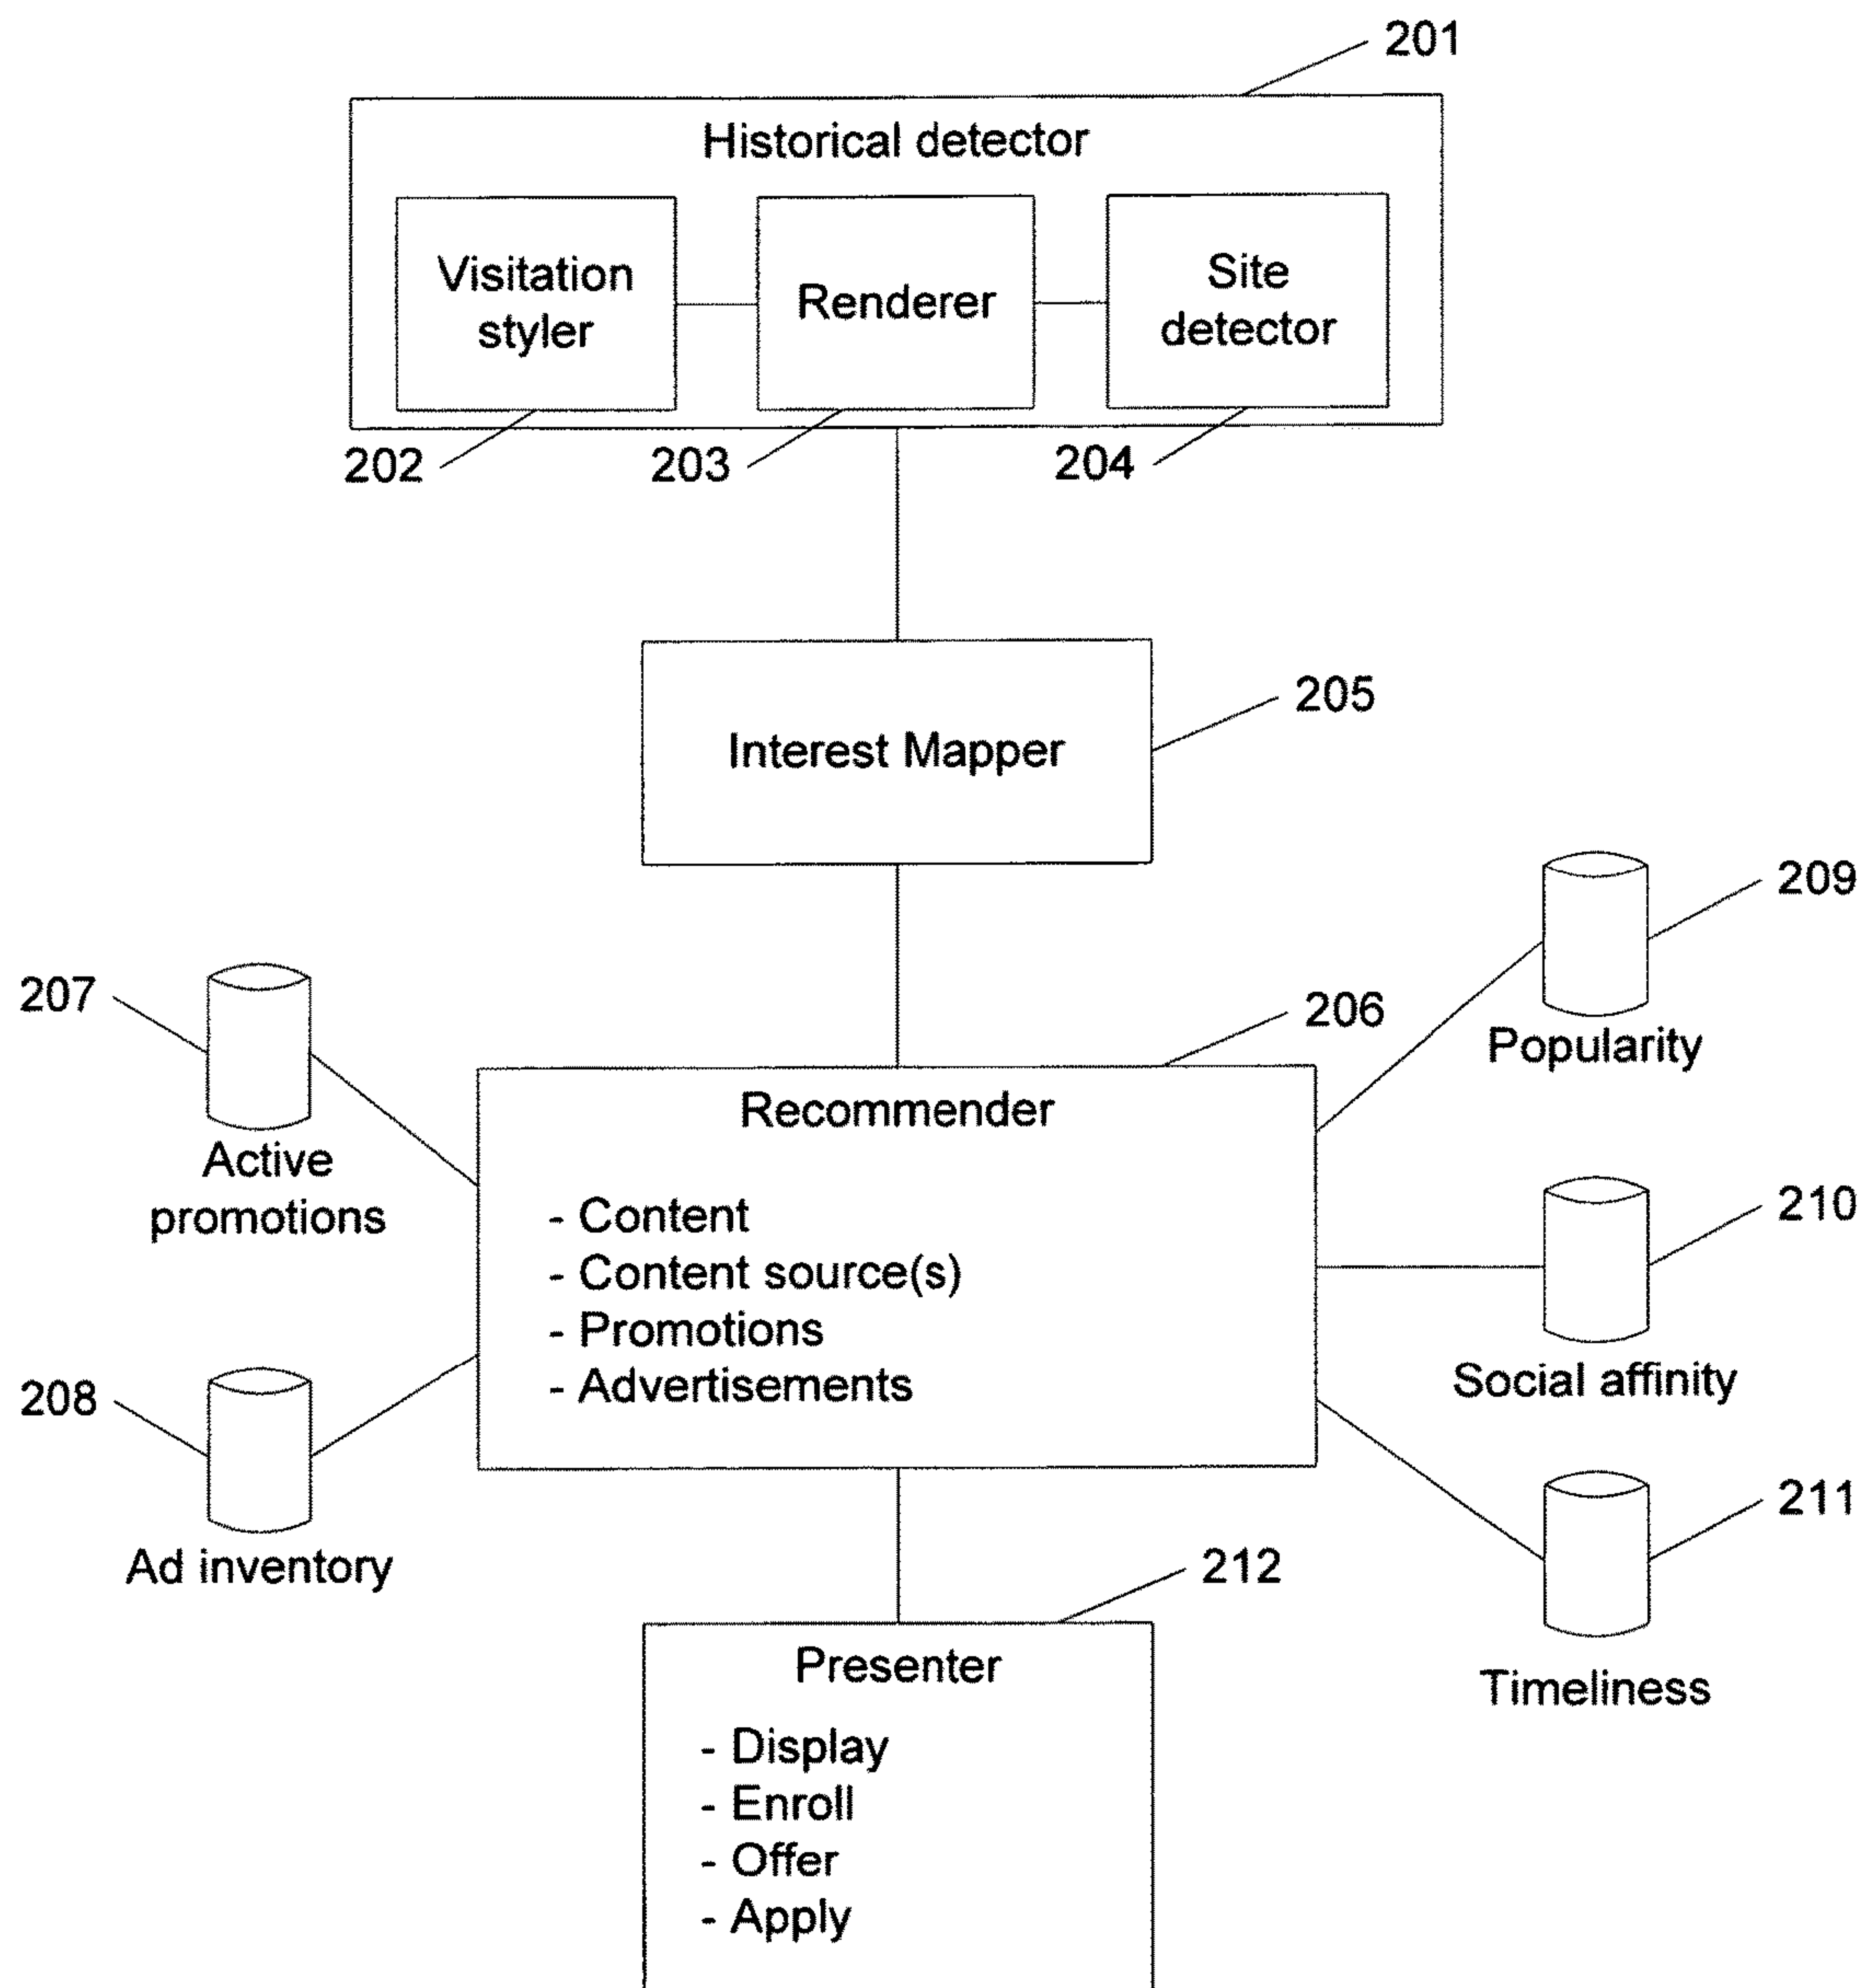 201
Historical detector
Visitation
styler
Renderer
Site
detector
202
203
204
205
Interest Mapper
209
207
206
Popularity
Recommender
Active
promotions
- Content
- Content source(s)
- Promotions
- Advertisements
210
208
Social affinity
211
Ad inventory
212
Presenter
Timeliness
- Display
- Enroll
- Offer
- Apply